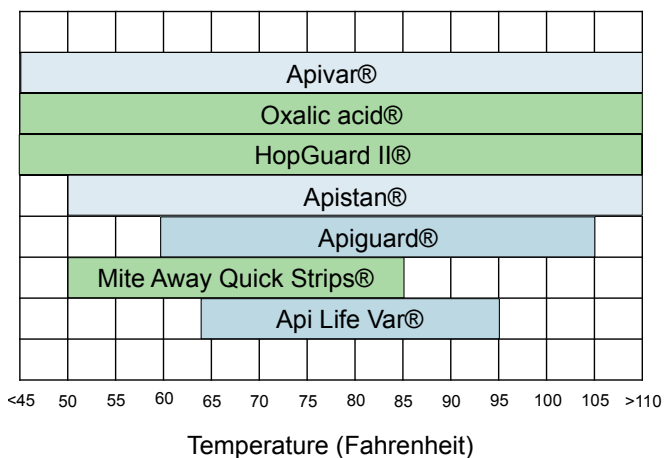 Apivar®
Oxalic acid®
HopGuard II®
Apistan®
Apiguard®
Mite Away Quick Strips®
Api Life Var®
<45 50 55 60 65 70 75 80 85 90 95 100 105 >110
Temperature (Fahrenheit)